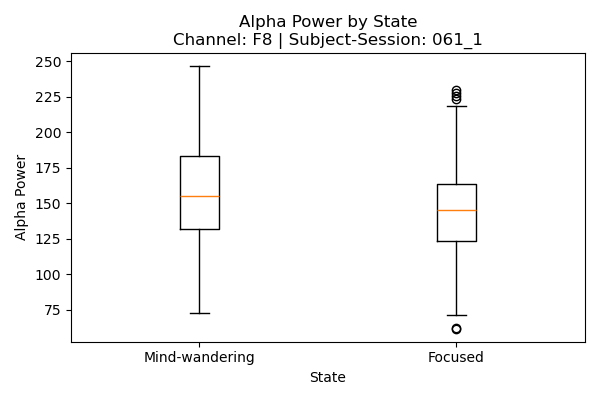 Alpha Power by State
Channel: F8 | Subject-Session: 061_1
Alpha Power
250
225
200
175
150
125
100
75
Mind-wandering
Focused
State